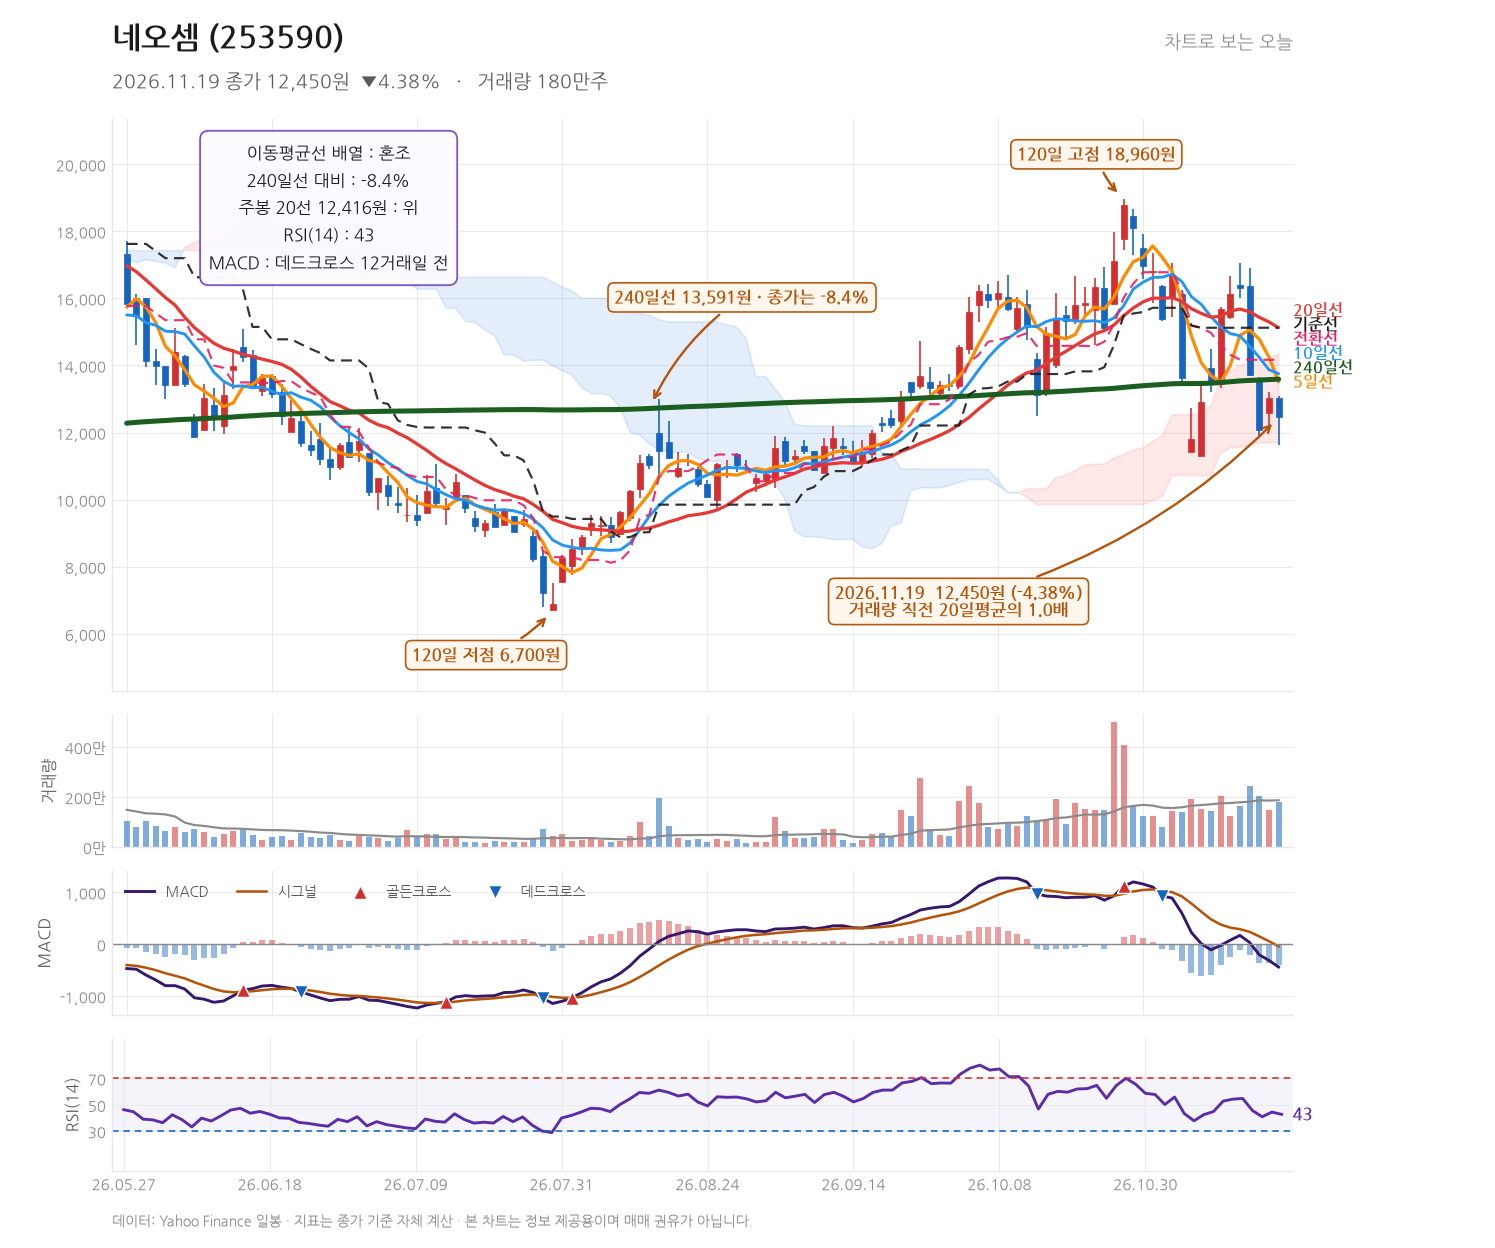 네오셈 (253590)
차트로 보는 오늘
2026.11.19 종가 12,450원 ▼4.38% · 거래량 180만주
이동평균선 배열 : 혼조
240일선 대비 : -8.4%
주봉 20선 12,416원 : 위
RSI(14) : 43
MACD : 데드크로스 12거래일 전
120일 고점 18,960원
240일선 13,591원 · 종가는 -8.4%
2026.11.19 12,450원 (-4.38%)
거래량 직전 20일평균의 1.0배
120일 저점 6,700원
20,000
18,000
16,000
14,000
12,000
10,000
8,000
6,000
20일선
기준선
전환선
10일선
240일선
5일선
거래량
400만
200만
0만
MACD
1,000
0
-1,000
MACD
시그널
골든크로스
데드크로스
RSI(14)
70
50
30
43
26.05.27
26.06.18
26.07.09
26.07.31
26.08.24
26.09.14
26.10.08
26.10.30
데이터: Yahoo Finance 일봉 · 지표는 종가 기준 자체 계산 · 본 차트는 정보 제공용이며 매매 권유가 아닙니다.